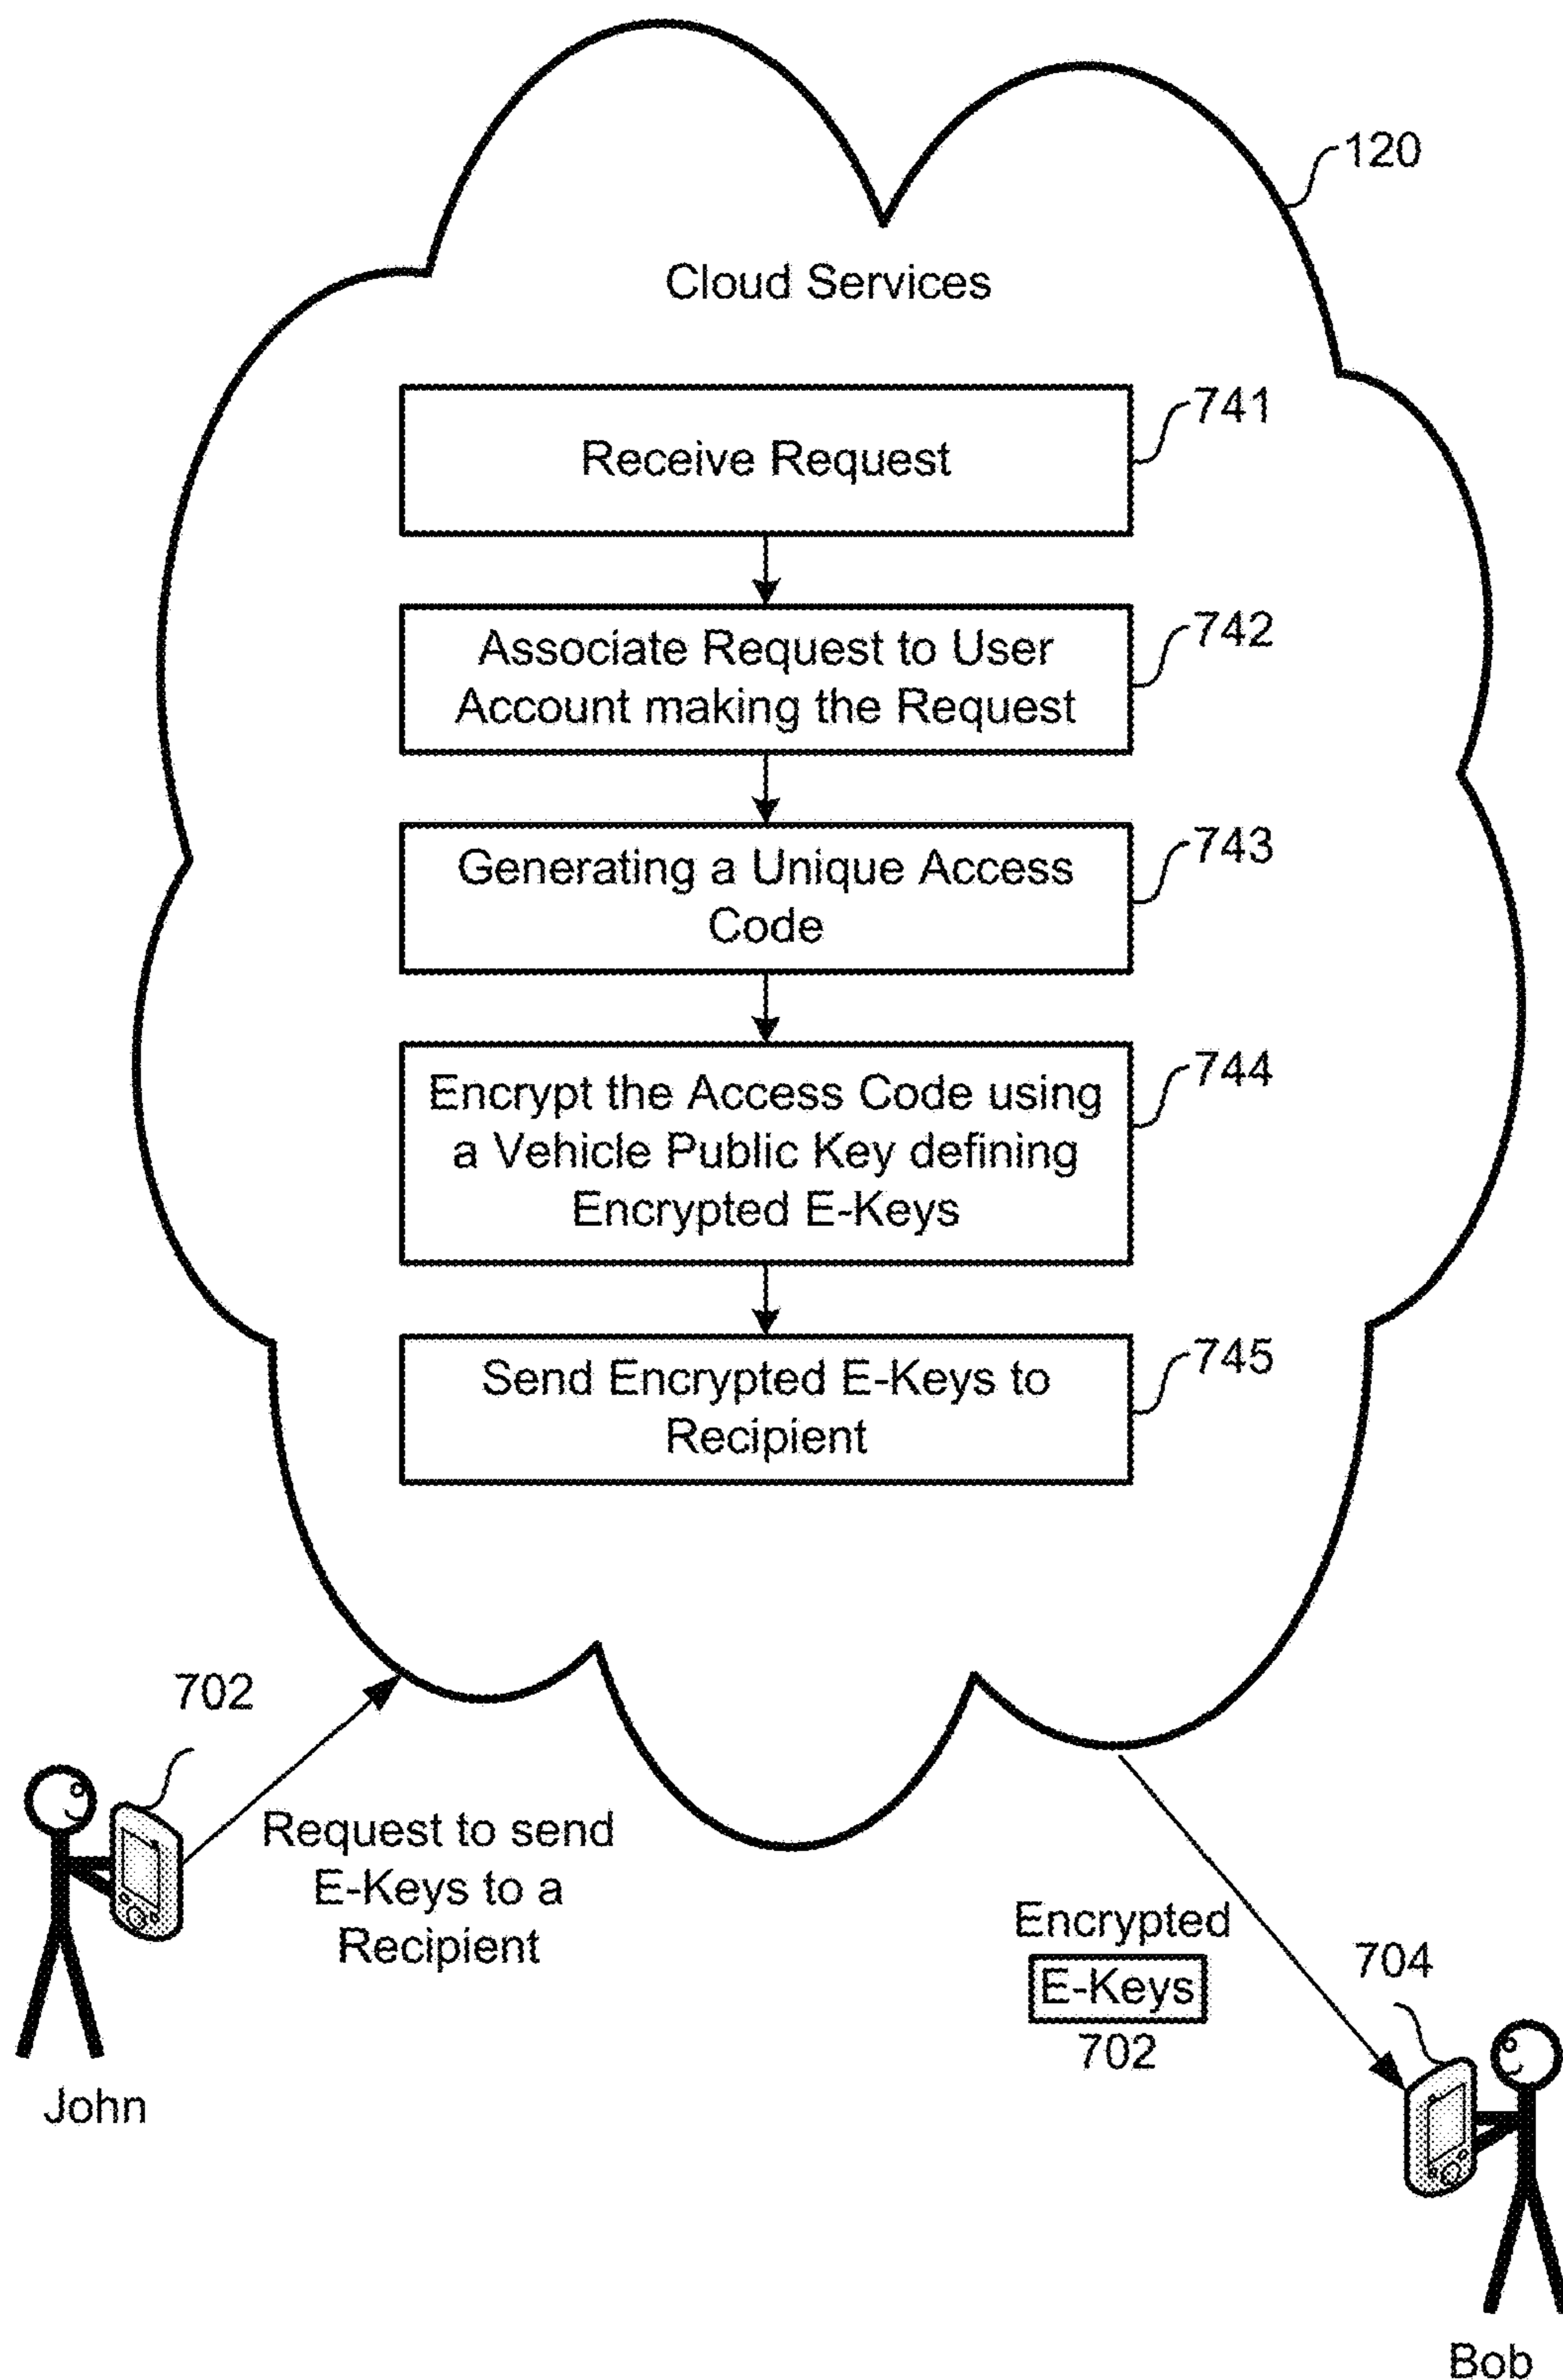 120
Cloud Services
741
Receive Request
742
Associate Request to User
Account making the Request
743
Generating a Unique Access
Code
744
Encrypt the Access Code using
a Vehicle Public Key defining
Encrypted E-Keys
745
Send Encrypted E-Keys to
Recipient
702
Request to send
E-Keys to a
Recipient
John
Encrypted
E-Keys
702
704
Bob